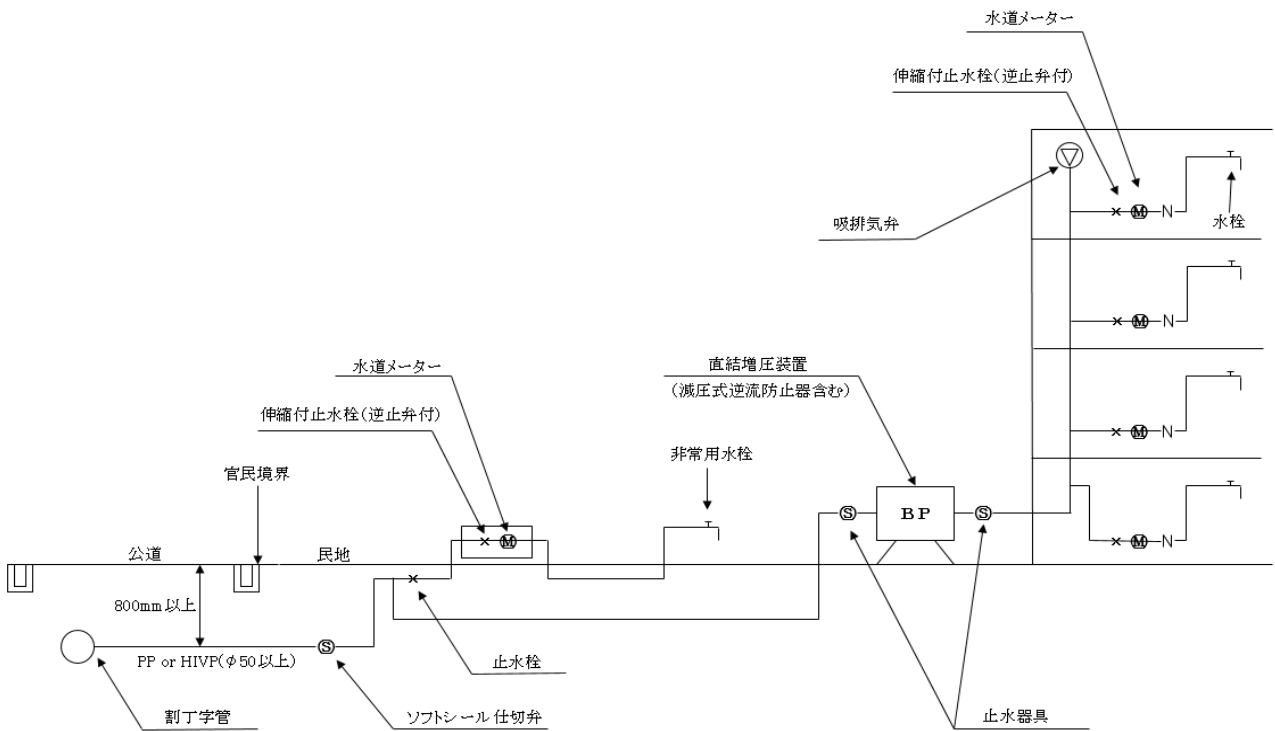 水道メーター
伸縮付止水栓(逆止弁付)
M N
水栓
吸排気弁
M N
水道メーター
直結増圧装置
(減圧式逆流防止器含む)
伸縮付止水栓(逆止弁付)
M N
非常用水栓
官民境界
S BP S
M
M N
公道
民地
800mm以上
S
PP or HIVP(φ50以上)
止水栓
割丁字管
ソフトシール仕切弁
止水器具